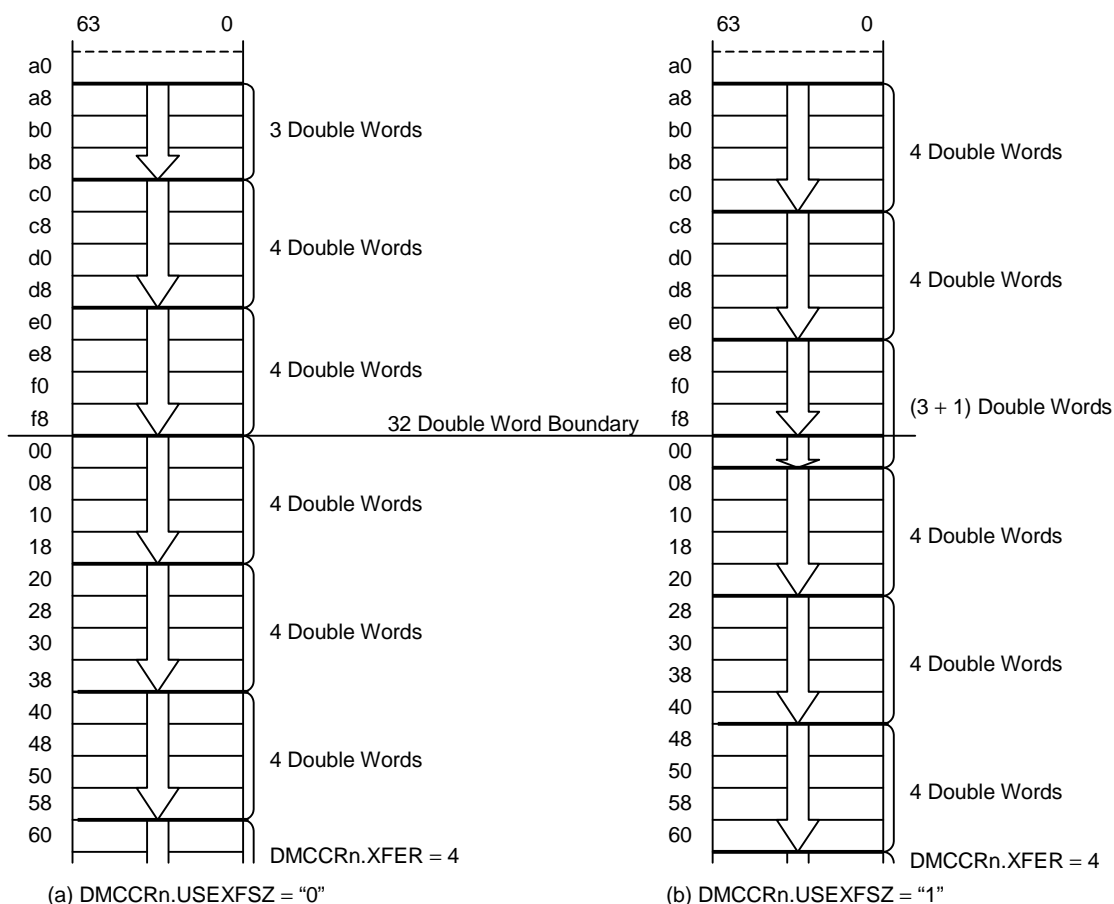 63 0
a0
a8
b0
b8
c0
c8
d0
d8
e0
e8
f0
f8
00
08
10
18
20
28
30
38
40
48
50
58
60
3 Double Words
4 Double Words
4 Double Words
4 Double Words
4 Double Words
4 Double Words
DMCCRn.XFER = 4
(a) DMCCRn.USEXFSZ = “0”
32 Double Word Boundary
63 0
a0
a8
b0
b8
c0
c8
d0
d8
e0
e8
f0
f8
00
08
10
18
20
28
30
38
40
48
50
58
60
4 Double Words
4 Double Words
(3 + 1) Double Words
4 Double Words
4 Double Words
4 Double Words
DMCCRn.XFER = 4
(b) DMCCRn.USEXFSZ = “1”